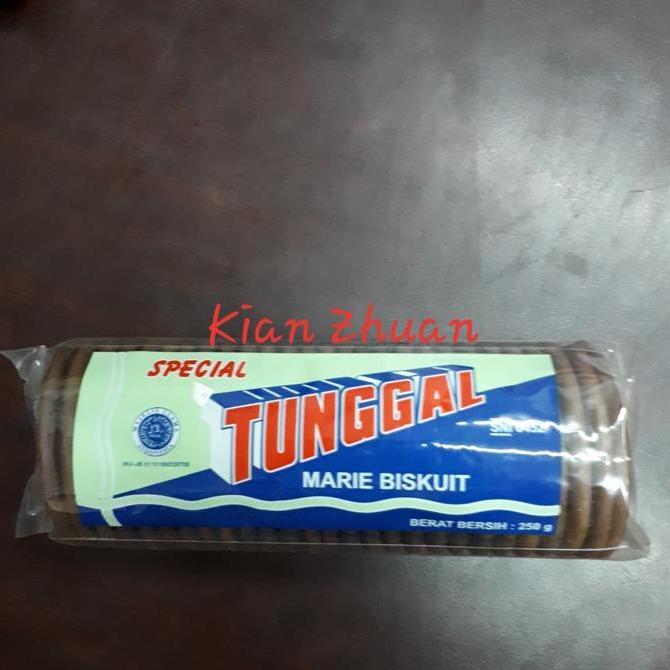 Kian Zhuan
SPECIAL
TUNGGAL
MARIE BISKUIT
BERAT BERSIH : 250 g